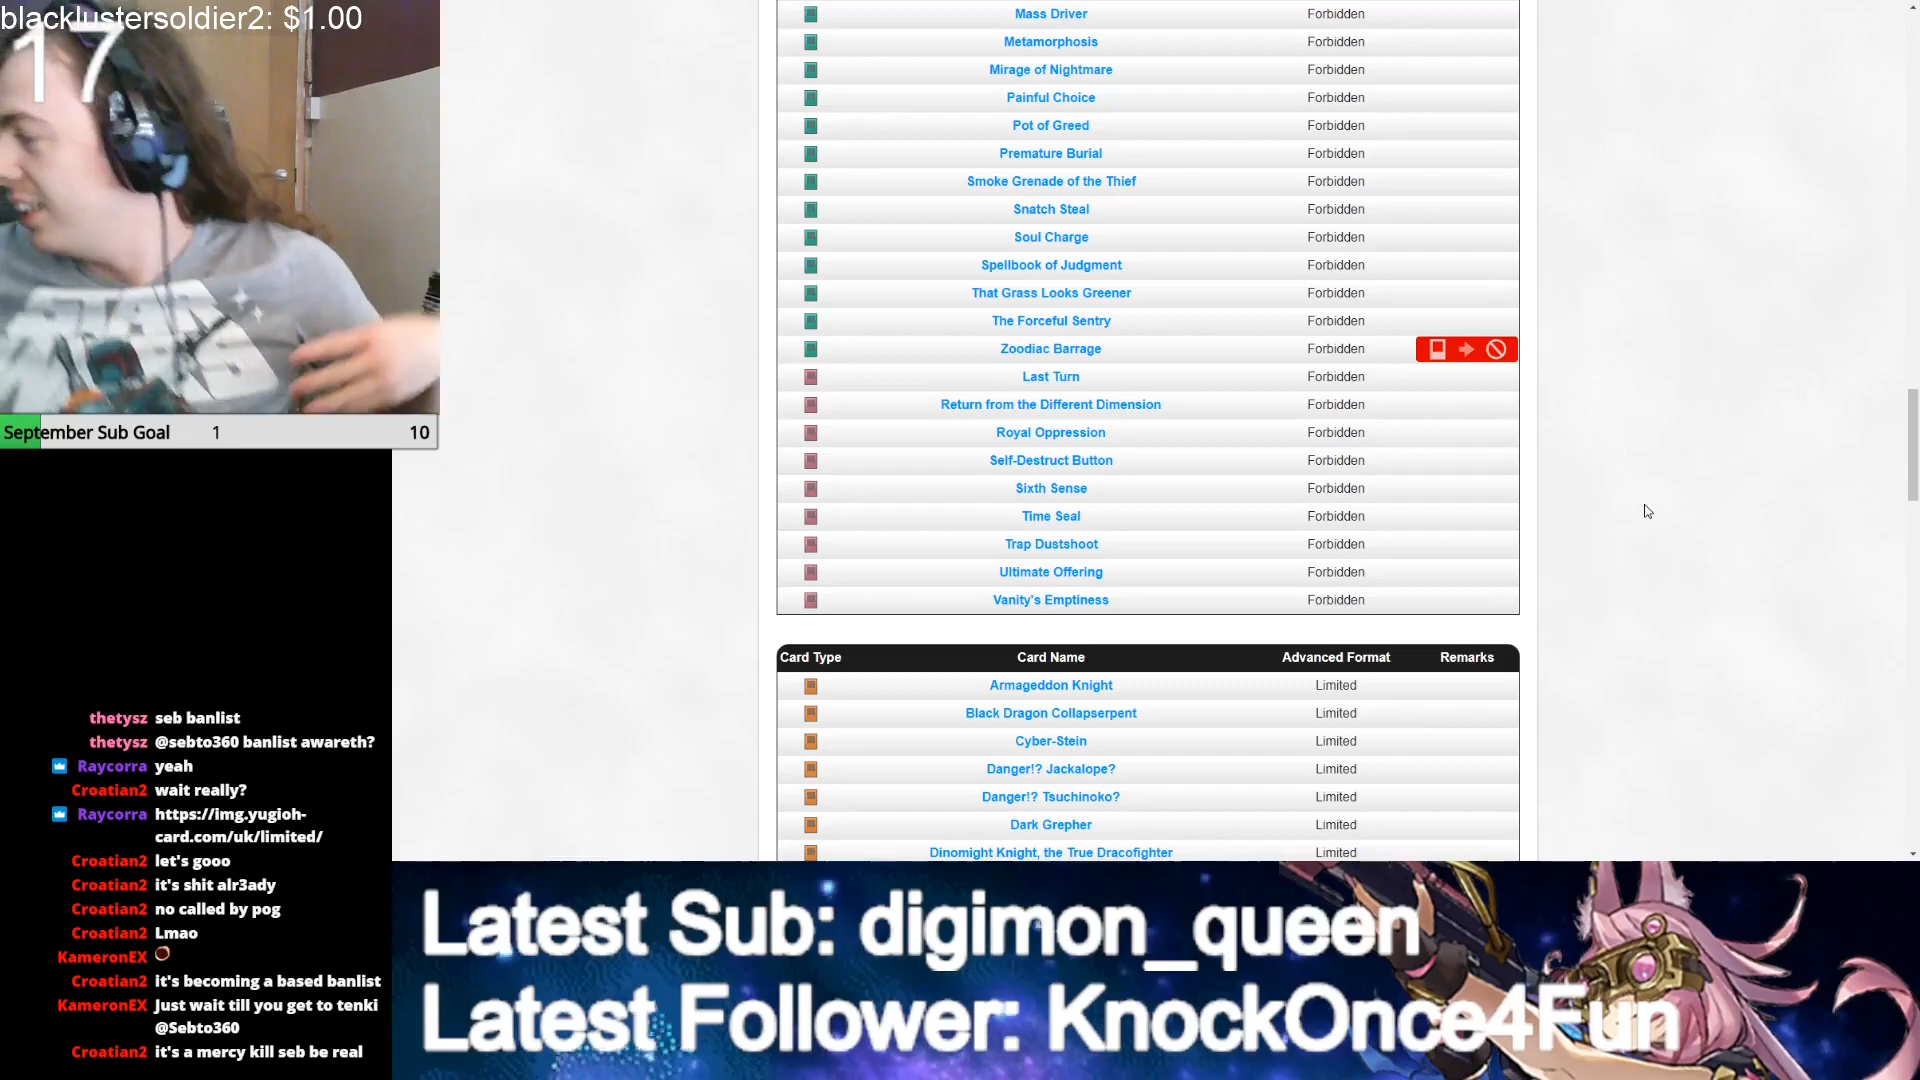 blacklustersoldier2: $1.00
17
STAR
WARS
September Sub Goal 1 10
thetysz seb banlist
thetysz @sebto360 banlist awareth?
Raycorra yeah
Croatian2 wait really?
Raycorra https://img.yugioh-
card.com/uk/limited/
Croatian2 let's gooo
Croatian2 it's shit alr3ady
Croatian2 no called by pog
Croatian2 Lmao
KameronEX
Croatian2 it's becoming a based banlist
KameronEX Just wait till you get to tenki
@Sebto360
Croatian2 it's a mercy kill seb be real
Mass Driver Forbidden
Metamorphosis Forbidden
Mirage of Nightmare Forbidden
Painful Choice Forbidden
Pot of Greed Forbidden
Premature Burial Forbidden
Smoke Grenade of the Thief Forbidden
Snatch Steal Forbidden
Soul Charge Forbidden
Spellbook of Judgment Forbidden
That Grass Looks Greener Forbidden
The Forceful Sentry Forbidden
Zoodiac Barrage Forbidden
Last Turn Forbidden
Return from the Different Dimension Forbidden
Royal Oppression Forbidden
Self-Destruct Button Forbidden
Sixth Sense Forbidden
Time Seal Forbidden
Trap Dustshoot Forbidden
Ultimate Offering Forbidden
Vanity's Emptiness Forbidden
Card Type Card Name Advanced Format Remarks
Armageddon Knight Limited
Black Dragon Collapserpent Limited
Cyber-Stein Limited
Danger!? Jackalope? Limited
Danger!? Tsuchinoko? Limited
Dark Grepher Limited
Dinomight Knight, the True Dracofighter Limited
Latest Sub: digimon_queen
Latest Follower: KnockOnce4Fun